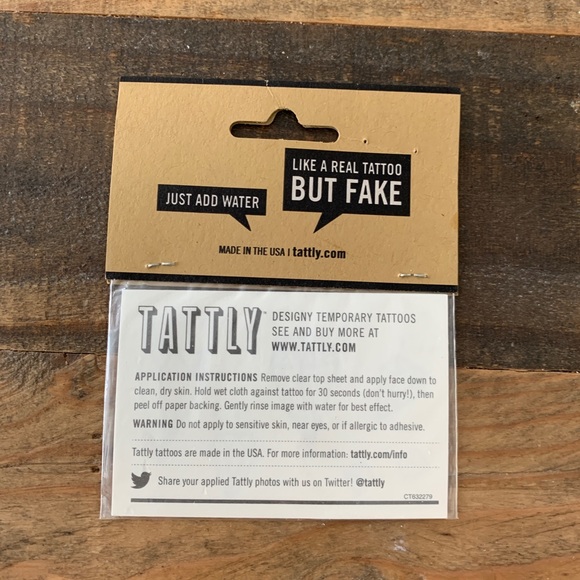 LIKE A REAL TATTOO
BUT FAKE
JUST ADD WATER
MADE IN THE USA | tattly.com
TATTLY™
DESIGNY TEMPORARY TATTOOS
SEE AND BUY MORE AT
WWW.TATTLY.COM
APPLICATION INSTRUCTIONS Remove clear top sheet and apply face down to
clean, dry skin. Hold wet cloth against tattoo for 30 seconds (don't hurry!), then
peel off paper backing. Gently rinse image with water for best effect.
WARNING Do not apply to sensitive skin, near eyes, or if allergic to adhesive.
Tattly tattoos are made in the USA. For more information: tattly.com/info
Share your applied Tattly photos with us on Twitter! @tattly
CT632279